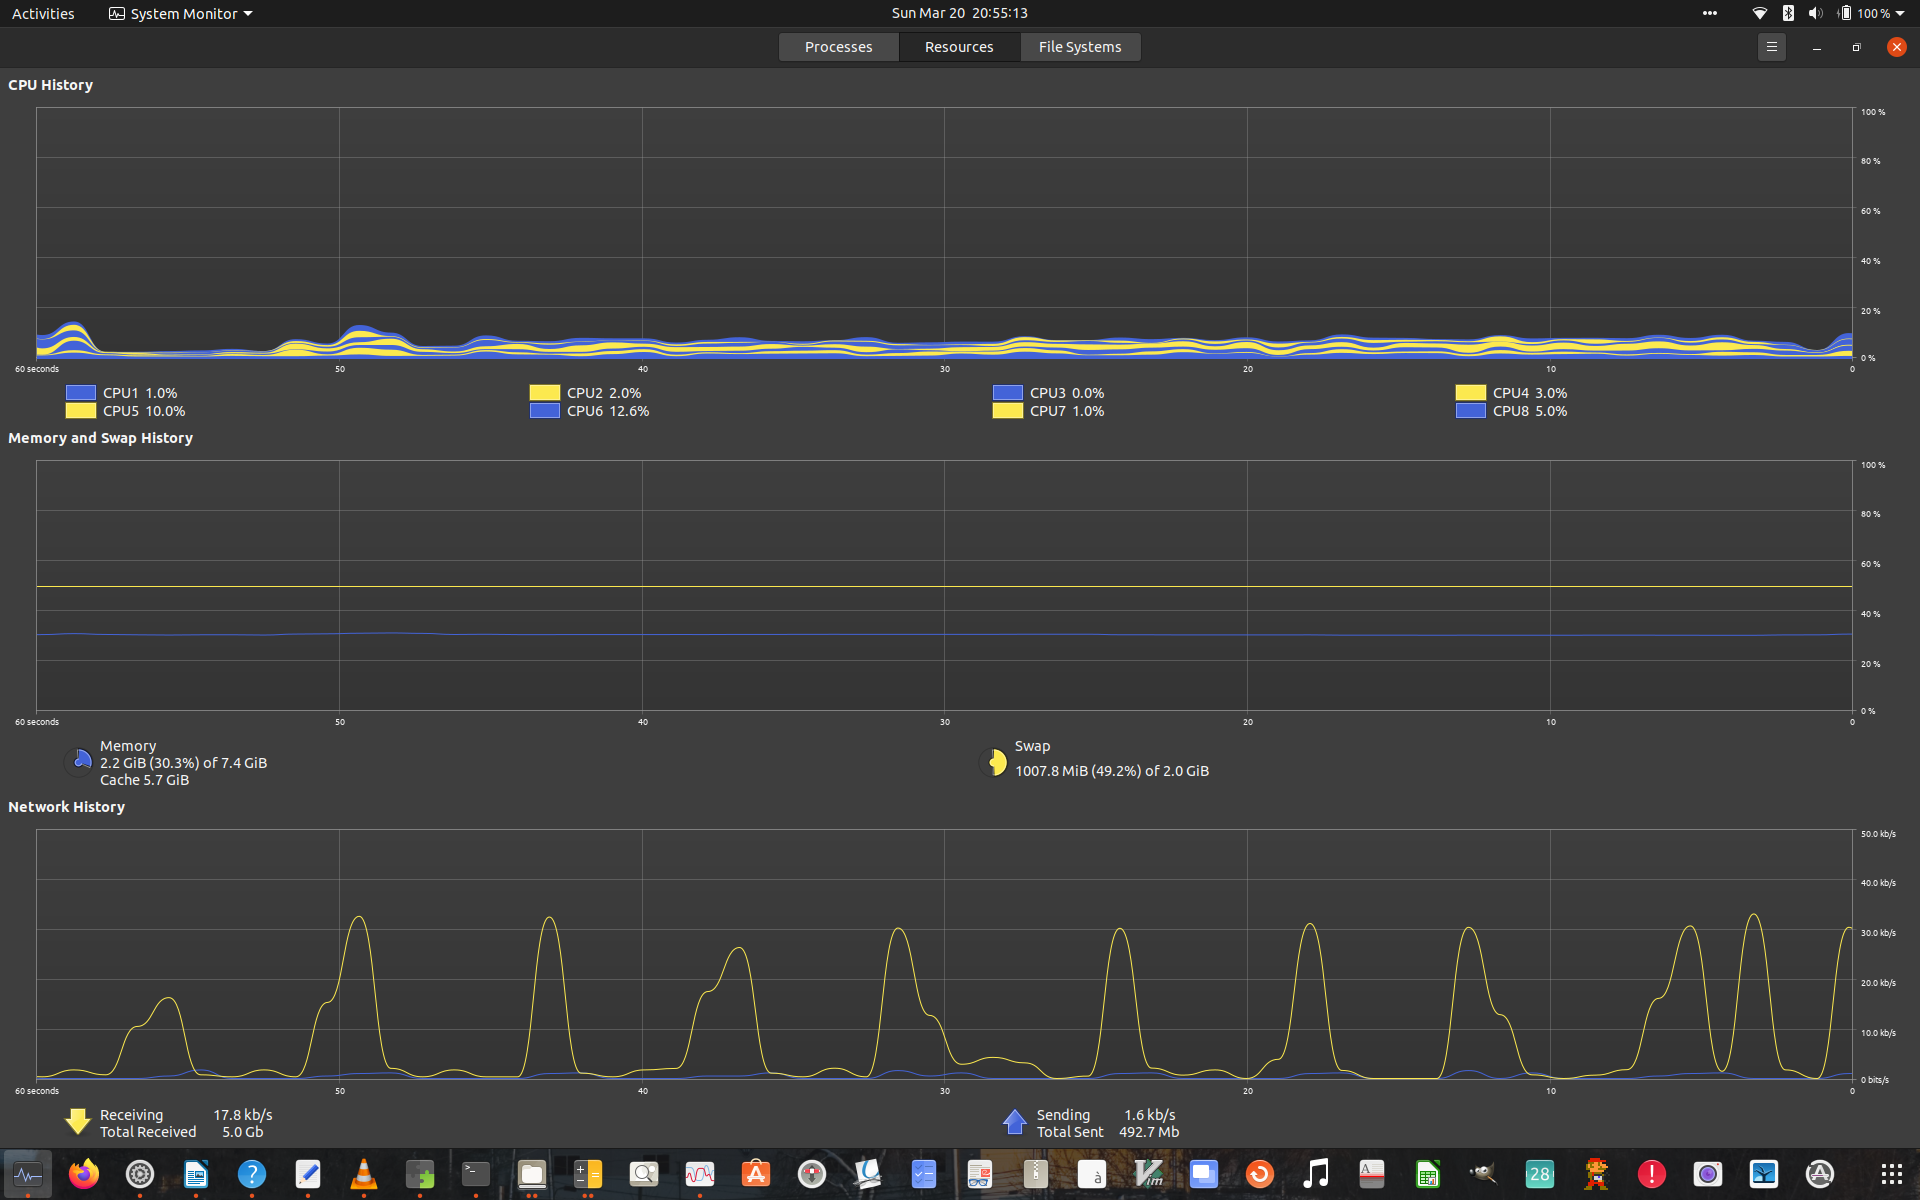 Activities System Monitor Sun Mar 20 20:55:13 100 %
Processes Resources File Systems
CPU History
100 %
80 %
60 %
40 %
20 %
0 %
60 seconds 50 40 30 20 10 0
CPU1 1.0% CPU2 2.0% CPU3 0.0% CPU4 3.0%
CPU5 10.0% CPU6 12.6% CPU7 1.0% CPU8 5.0%
Memory and Swap History
100 %
80 %
60 %
40 %
20 %
0 %
60 seconds 50 40 30 20 10 0
Memory
2.2 GiB (30.3%) of 7.4 GiB
Cache 5.7 GiB
Swap
1007.8 MiB (49.2%) of 2.0 GiB
Network History
50.0 kb/s
40.0 kb/s
30.0 kb/s
20.0 kb/s
10.0 kb/s
0 bits/s
60 seconds 50 40 30 20 10 0
Receiving 17.8 kb/s Sending 1.6 kb/s
Total Received 5.0 Gb Total Sent 492.7 Mb
? >_ à Vim A 28 !